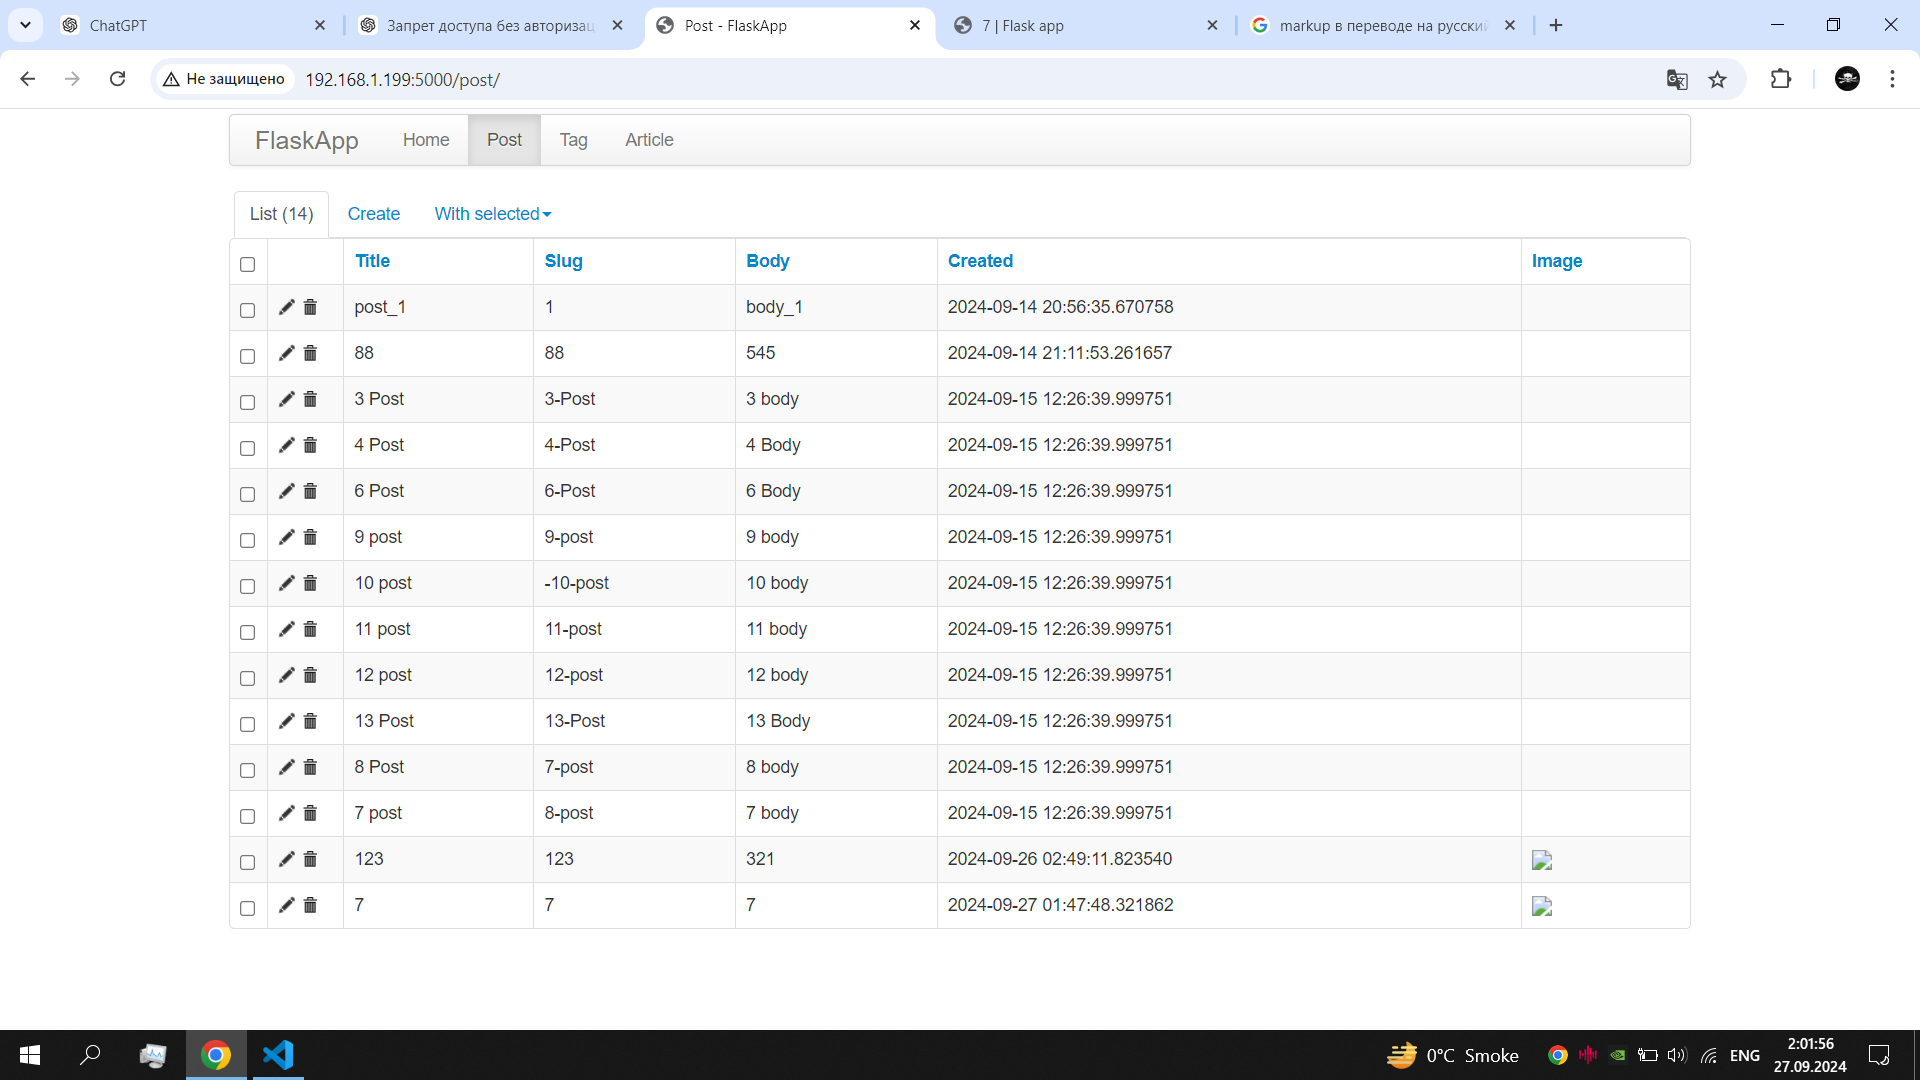 ChatGPT
Запрет доступа без авторизац
Post - FlaskApp
7 | Flask app
markup в переводе на русский
Не защищено
192.168.1.199:5000/post/
FlaskApp Home Post Tag Article
List (14) Create With selected
Title Slug Body Created Image
post_1 1 body_1 2024-09-14 20:56:35.670758
88 88 545 2024-09-14 21:11:53.261657
3 Post 3-Post 3 body 2024-09-15 12:26:39.999751
4 Post 4-Post 4 Body 2024-09-15 12:26:39.999751
6 Post 6-Post 6 Body 2024-09-15 12:26:39.999751
9 post 9-post 9 body 2024-09-15 12:26:39.999751
10 post -10-post 10 body 2024-09-15 12:26:39.999751
11 post 11-post 11 body 2024-09-15 12:26:39.999751
12 post 12-post 12 body 2024-09-15 12:26:39.999751
13 Post 13-Post 13 Body 2024-09-15 12:26:39.999751
8 Post 7-post 8 body 2024-09-15 12:26:39.999751
7 post 8-post 7 body 2024-09-15 12:26:39.999751
123 123 321 2024-09-26 02:49:11.823540
7 7 7 2024-09-27 01:47:48.321862
0°C Smoke
ENG
2:01:56
27.09.2024